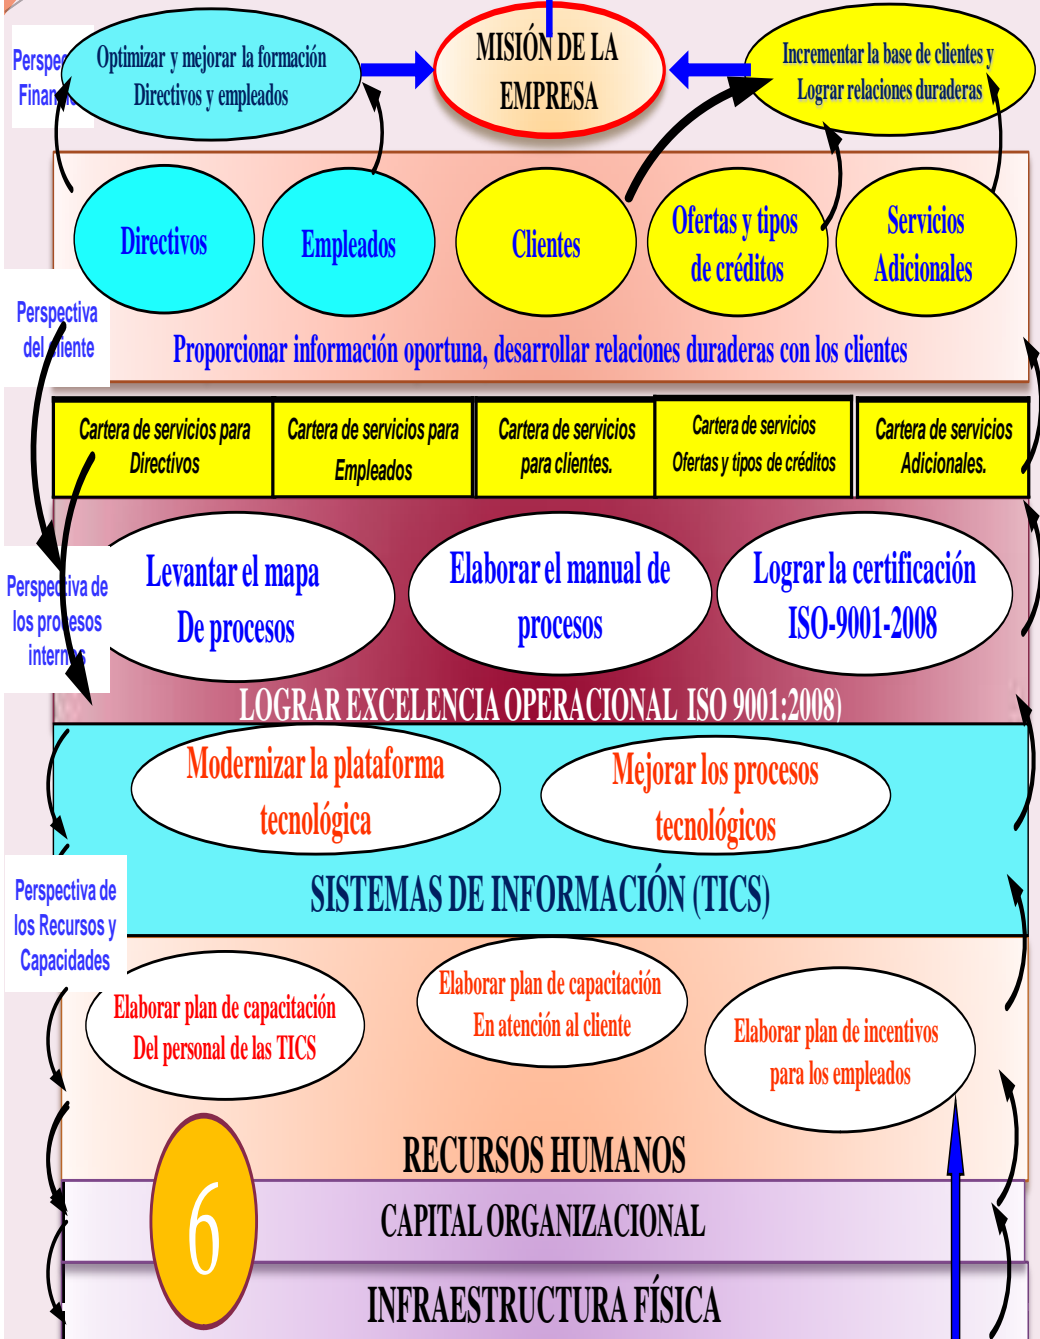 Optimizar y mejorar la formación
Directivos y empleados
MISIÓN DE LA
EMPRESA
Incrementar la base de clientes y
Lograr relaciones duraderas
Directivos
Empleados
Clientes
Ofertas y tipos
de créditos
Servicios
Adicionales
Perspectiva
del cliente
Proporcionar información oportuna, desarrollar relaciones duraderas con los clientes
Cartera de servicios para
Directivos
Cartera de servicios para
Empleados
Cartera de servicios
para clientes.
Cartera de servicios
Ofertas y tipos de créditos
Cartera de servicios
Adicionales.
Perspectiva de
los procesos
internos
Levantar el mapa
De procesos
Elaborar el manual de
procesos
Lograr la certificación
ISO-9001-2008
LOGRAR EXCELENCIA OPERACIONAL ISO 9001:2008)
Modernizar la plataforma
tecnológica
Mejorar los procesos
tecnológicos
SISTEMAS DE INFORMACIÓN (TICS)
Perspectiva de
los Recursos y
Capacidades
Elaborar plan de capacitación
Del personal de las TICS
Elaborar plan de capacitación
En atención al cliente
Elaborar plan de incentivos
para los empleados
RECURSOS HUMANOS
6
CAPITAL ORGANIZACIONAL
INFRAESTRUCTURA FÍSICA